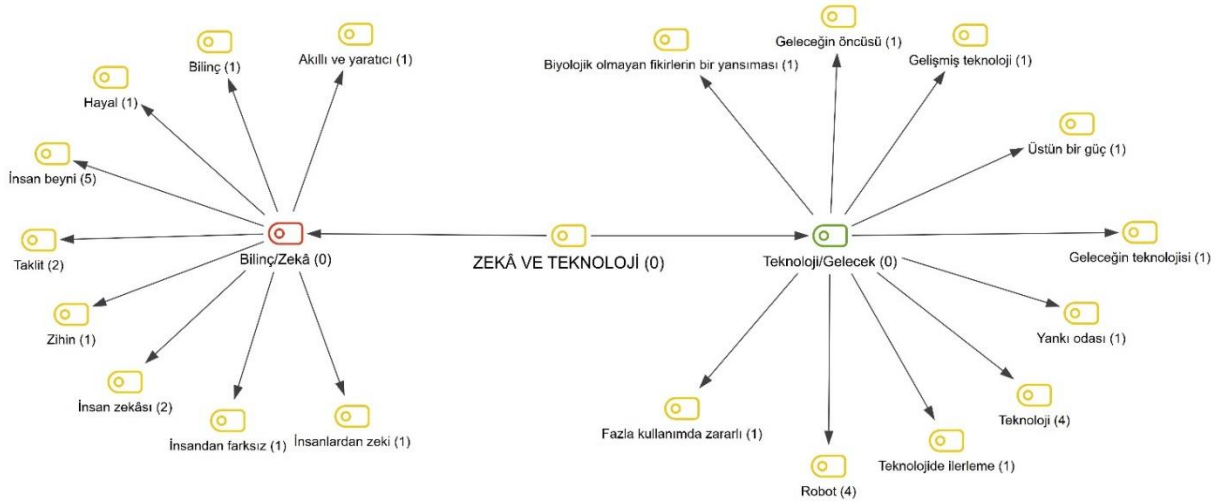 Akıllı ve yaratıcı (1)
Bilinç (1)
Hayal (1)
İnsan beyni (5)
Taklit (2)
Zihin (1)
İnsan zekâsı (2)
İnsandan farksız (1)
İnsanlardan zeki (1)
Bilinç/Zekâ (0)
ZEKÂ VE TEKNOLOJİ (0)
Teknoloji/Gelecek (0)
Biyolojik olmayan fikirlerin bir yansıması (1)
Geleceğin öncüsü (1)
Gelişmiş teknoloji (1)
Üstün bir güç (1)
Geleceğin teknolojisi (1)
Yankı odası (1)
Teknoloji (4)
Teknolojide ilerleme (1)
Robot (4)
Fazla kullanımda zararlı (1)